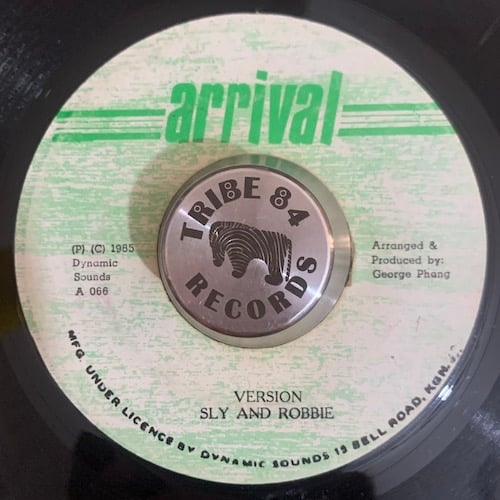 arrival
TRIBE 84
RECORDS
(P) (C) 1985
Dynamic
Sounds
A 066
Arranged &
Produced by:
George Phang
VERSION
SLY AND ROBBIE
MFG. UNDER LICENCE BY DYNAMIC SOUNDS 15 BELL ROAD, KGN.